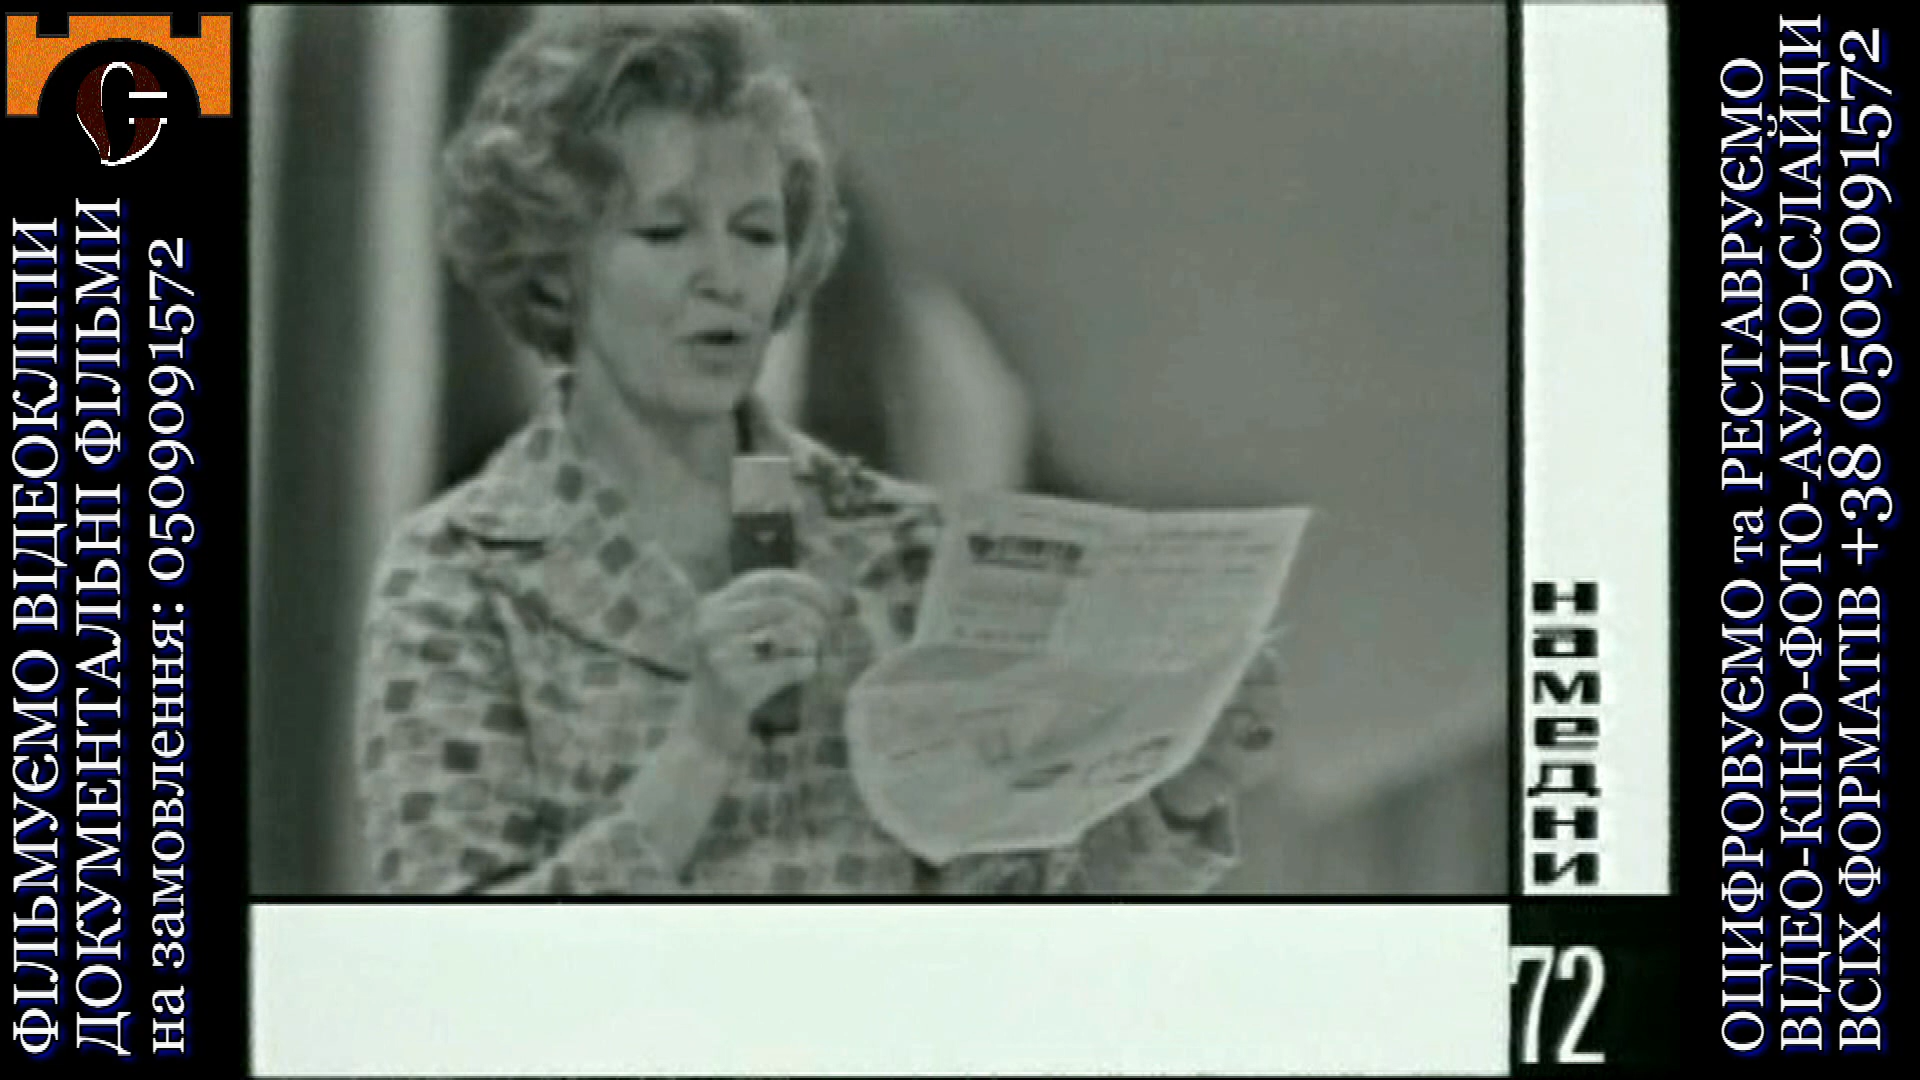 ФІЛЬМУЄМО ВІДЕОКЛІПИ
ДОКУМЕНТАЛЬНІ ФІЛЬМИ
на замовлення: 0509091572
намедни
72
ОЦИФРОВУЄМО та РЕСТАВРУЄМО
ВІДЕО-КІНО-ФОТО-АУДІО-СЛАЙДИ
ВСІХ ФОРМАТІВ +38 0509091572